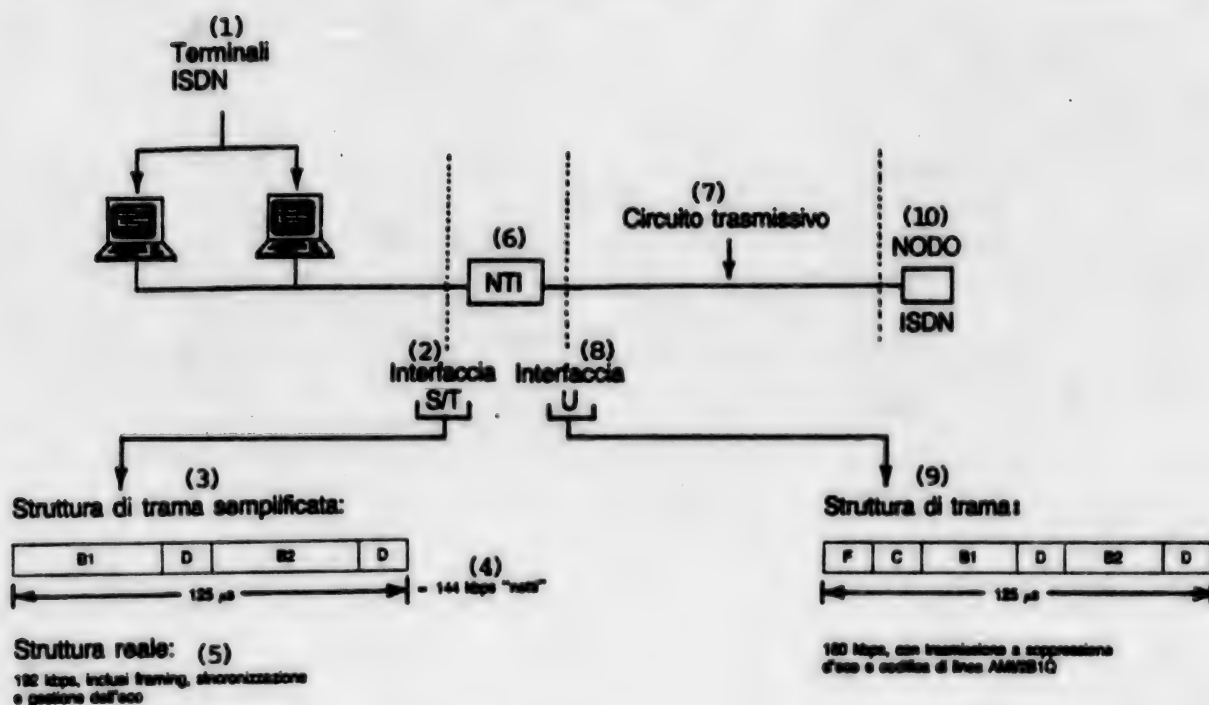 (1)
Terminali
ISDN
(7)
Circuito trasmissivo
(10)
NODO
ISDN
(6)
NTI
(2)
Interfaccia
S/T
(8)
Interfaccia
U
(3)
Struttura di trama semplificata:
B1 D B2 D
125 µs
(4)
= 144 kbps "netti"
Struttura reale: (5)
192 kbps, inclusi framing, sincronizzazione
e gestione dell'eco
(9)
Struttura di trama:
F C B1 D B2 D
125 µs
160 kbps, con trasmissione a soppressione
d'eco e codifica di linea AMI/2B1Q